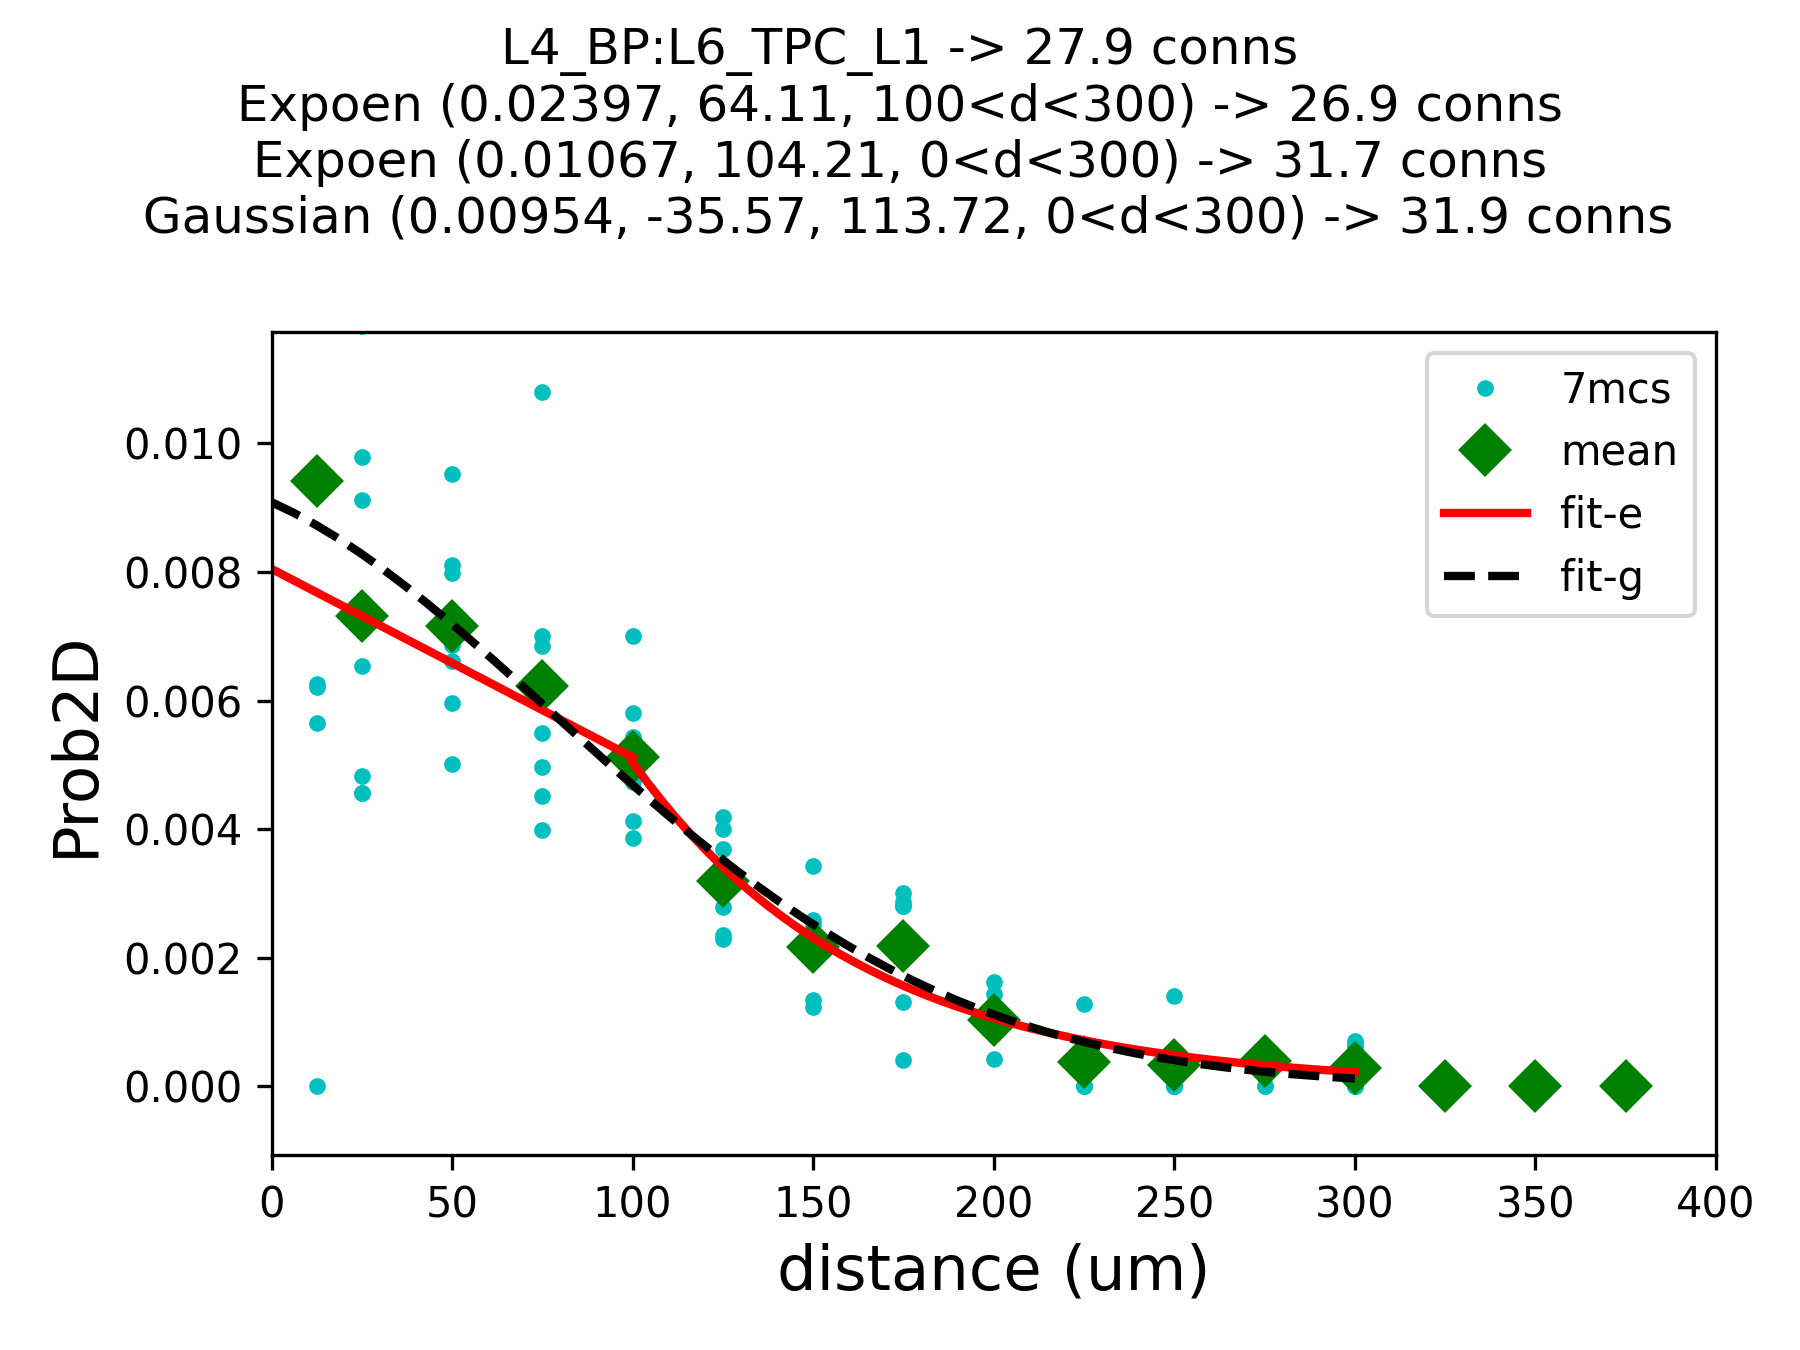 L4_BP:L6_TPC_L1 -> 27.9 conns
Expoen (0.02397, 64.11, 100<d<300) -> 26.9 conns
Expoen (0.01067, 104.21, 0<d<300) -> 31.7 conns
Gaussian (0.00954, -35.57, 113.72, 0<d<300) -> 31.9 conns
7mcs
mean
fit-e
fit-g
Prob2D
0.010
0.008
0.006
0.004
0.002
0.000
0 50 100 150 200 250 300 350 400
distance (um)